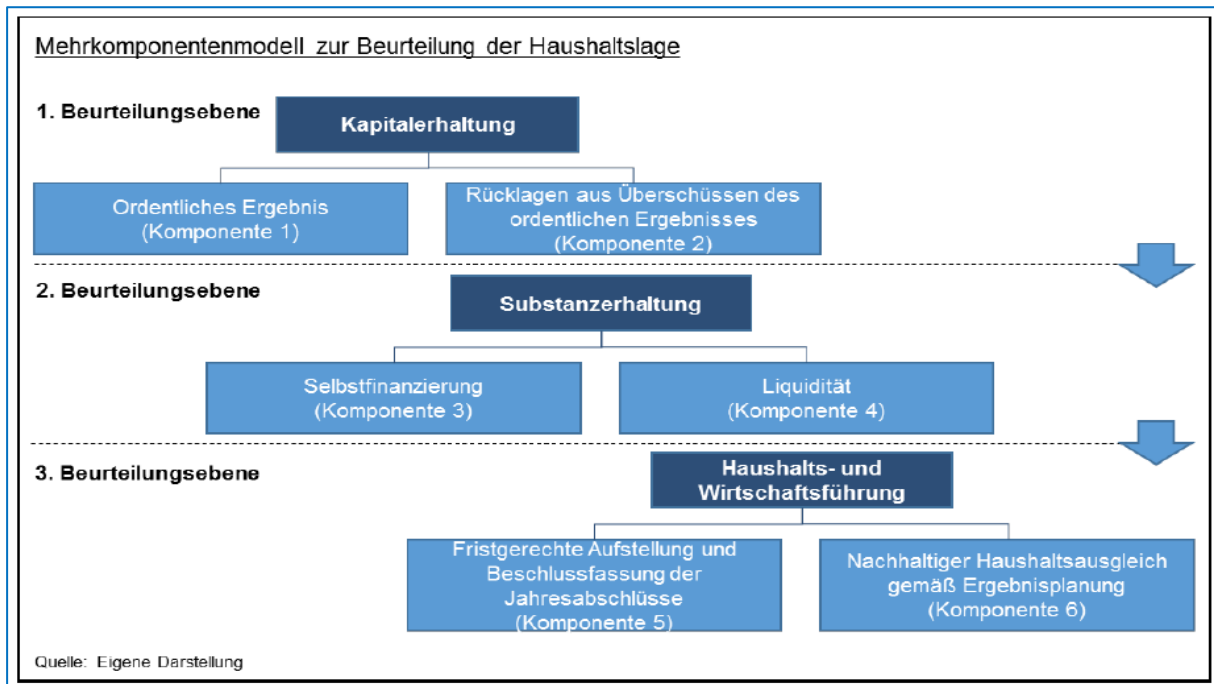 Mehrkomponentenmodell zur Beurteilung der Haushaltslage
1. Beurteilungsebene
Kapitalerhaltung
Ordentliches Ergebnis
(Komponente 1)
Rücklagen aus Überschüssen des
ordentlichen Ergebnisses
(Komponente 2)
2. Beurteilungsebene
Substanzerhaltung
Selbstfinanzierung
(Komponente 3)
Liquidität
(Komponente 4)
3. Beurteilungsebene
Haushalts- und
Wirtschaftsführung
Fristgerechte Aufstellung und
Beschlussfassung der
Jahresabschlüsse
(Komponente 5)
Nachhaltiger Haushaltsausgleich
gemäß Ergebnisplanung
(Komponente 6)
Quelle: Eigene Darstellung